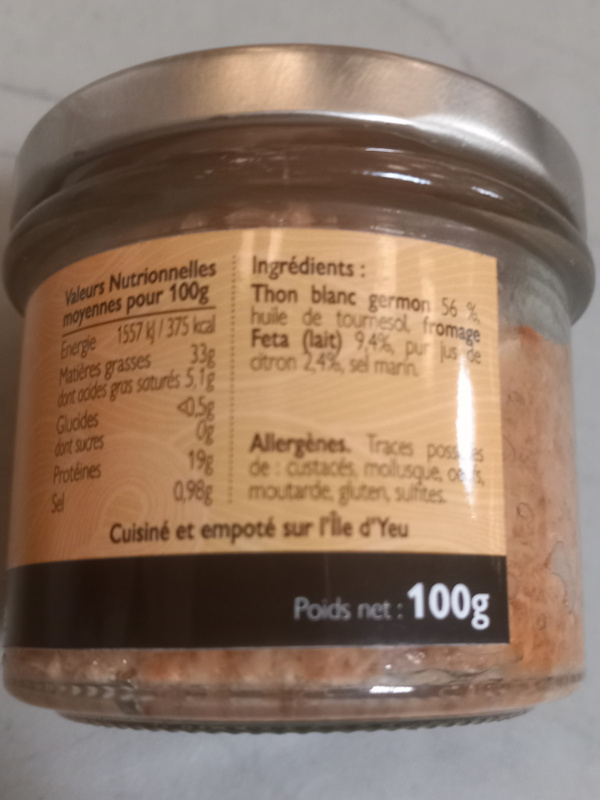 Valeurs Nutrionnelles
moyennes pour 100g
Energie 1557 kj / 375 kcal
Matières grasses 33g
dont acides gras saturés 5,1g
Glucides <0,5g
dont sucres 0g
Protéines 19g
Sel 0,98g
Ingrédients :
Thon blanc germon 56 %,
huile de tournesol, fromage
Feta (lait) 9,4%, pur jus de
citron 2,4%, sel marin.
Allergènes. Traces possibles
de : custacés, mollusque, oeufs,
moutarde, gluten, sulfites.
Cuisiné et empoté sur l'Île d'Yeu
Poids net : 100g